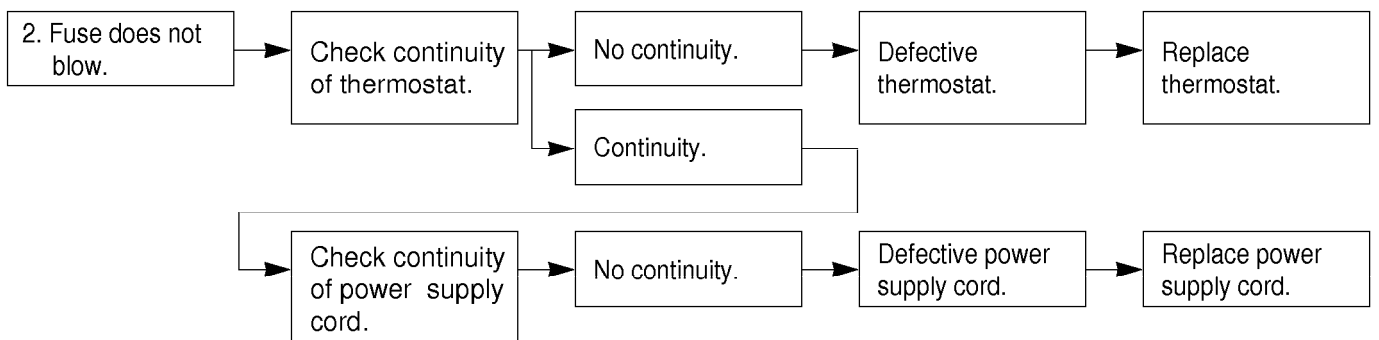 2. Fuse does not
blow.
Check continuity
of thermostat.
No continuity.
Defective
thermostat.
Replace
thermostat.
Continuity.
Check continuity
of power supply
cord.
No continuity.
Defective power
supply cord.
Replace power
supply cord.